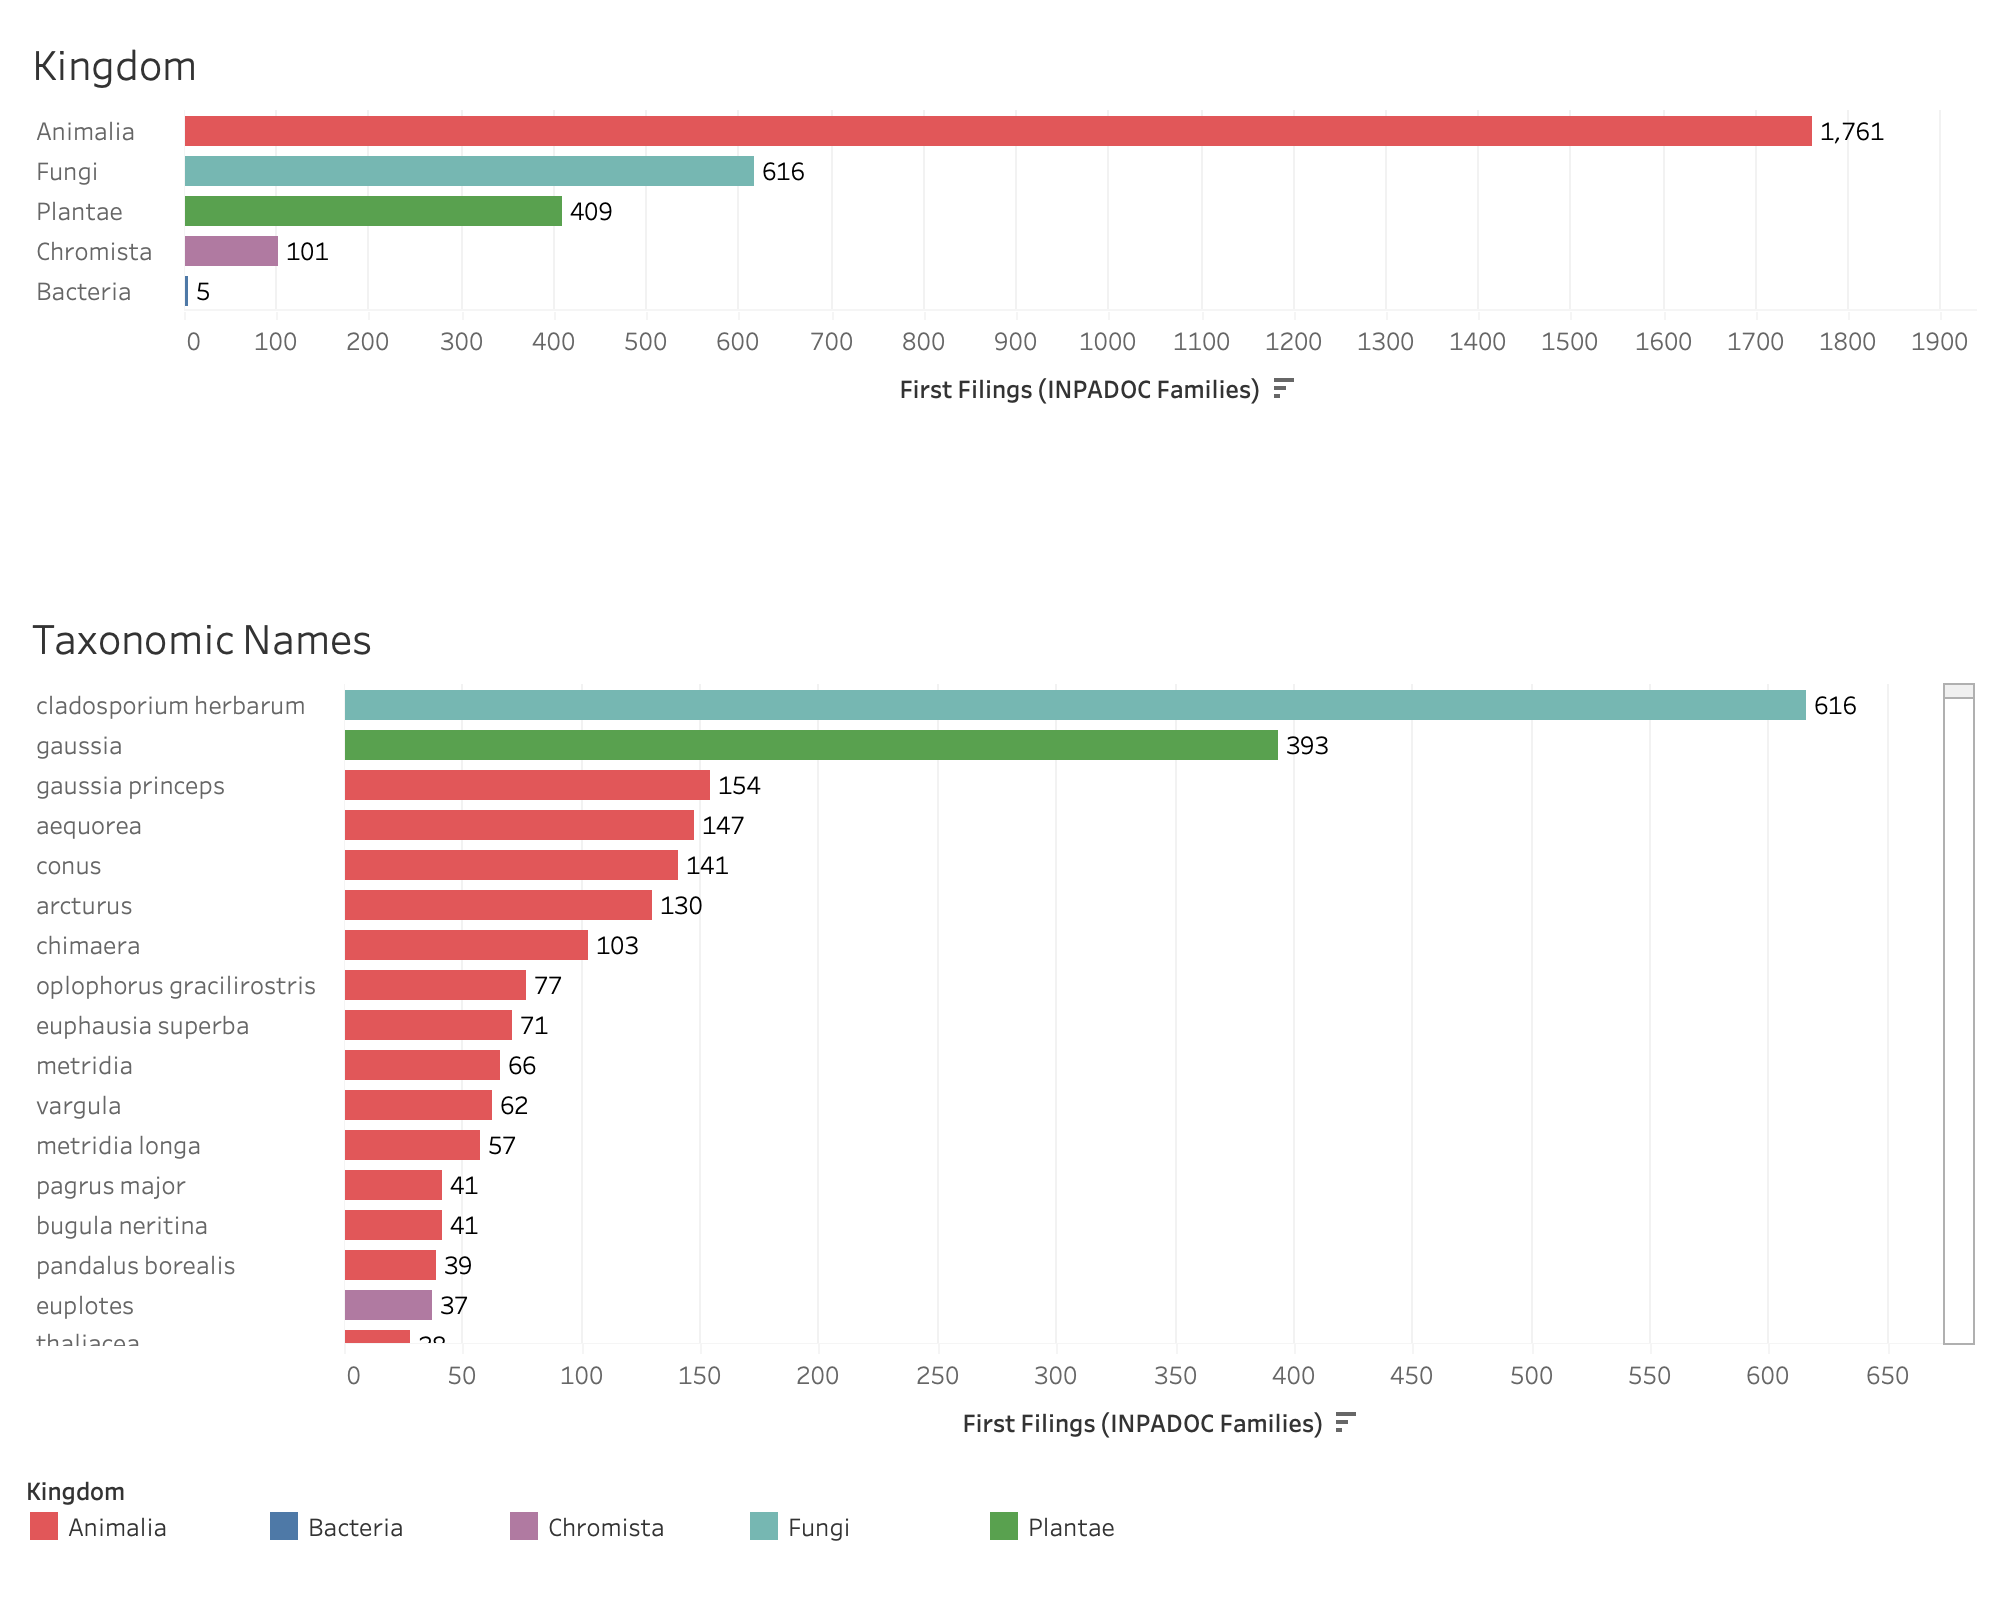 Kingdom
Animalia 1,761
Fungi 616
Plantae 409
Chromista 101
Bacteria 5
0 100 200 300 400 500 600 700 800 900 1000 1100 1200 1300 1400 1500 1600 1700 1800 1900
First Filings (INPADOC Families)
Taxonomic Names
cladosporium herbarum 616
gaussia 393
gaussia princeps 154
aequorea 147
conus 141
arcturus 130
chimaera 103
oplophorus gracilirostris 77
euphausia superba 71
metridia 66
vargula 62
metridia longa 57
pagrus major 41
bugula neritina 41
pandalus borealis 39
euplotes 37
thaliacea
0 50 100 150 200 250 300 350 400 450 500 550 600 650
First Filings (INPADOC Families)
Kingdom
Animalia Bacteria Chromista Fungi Plantae